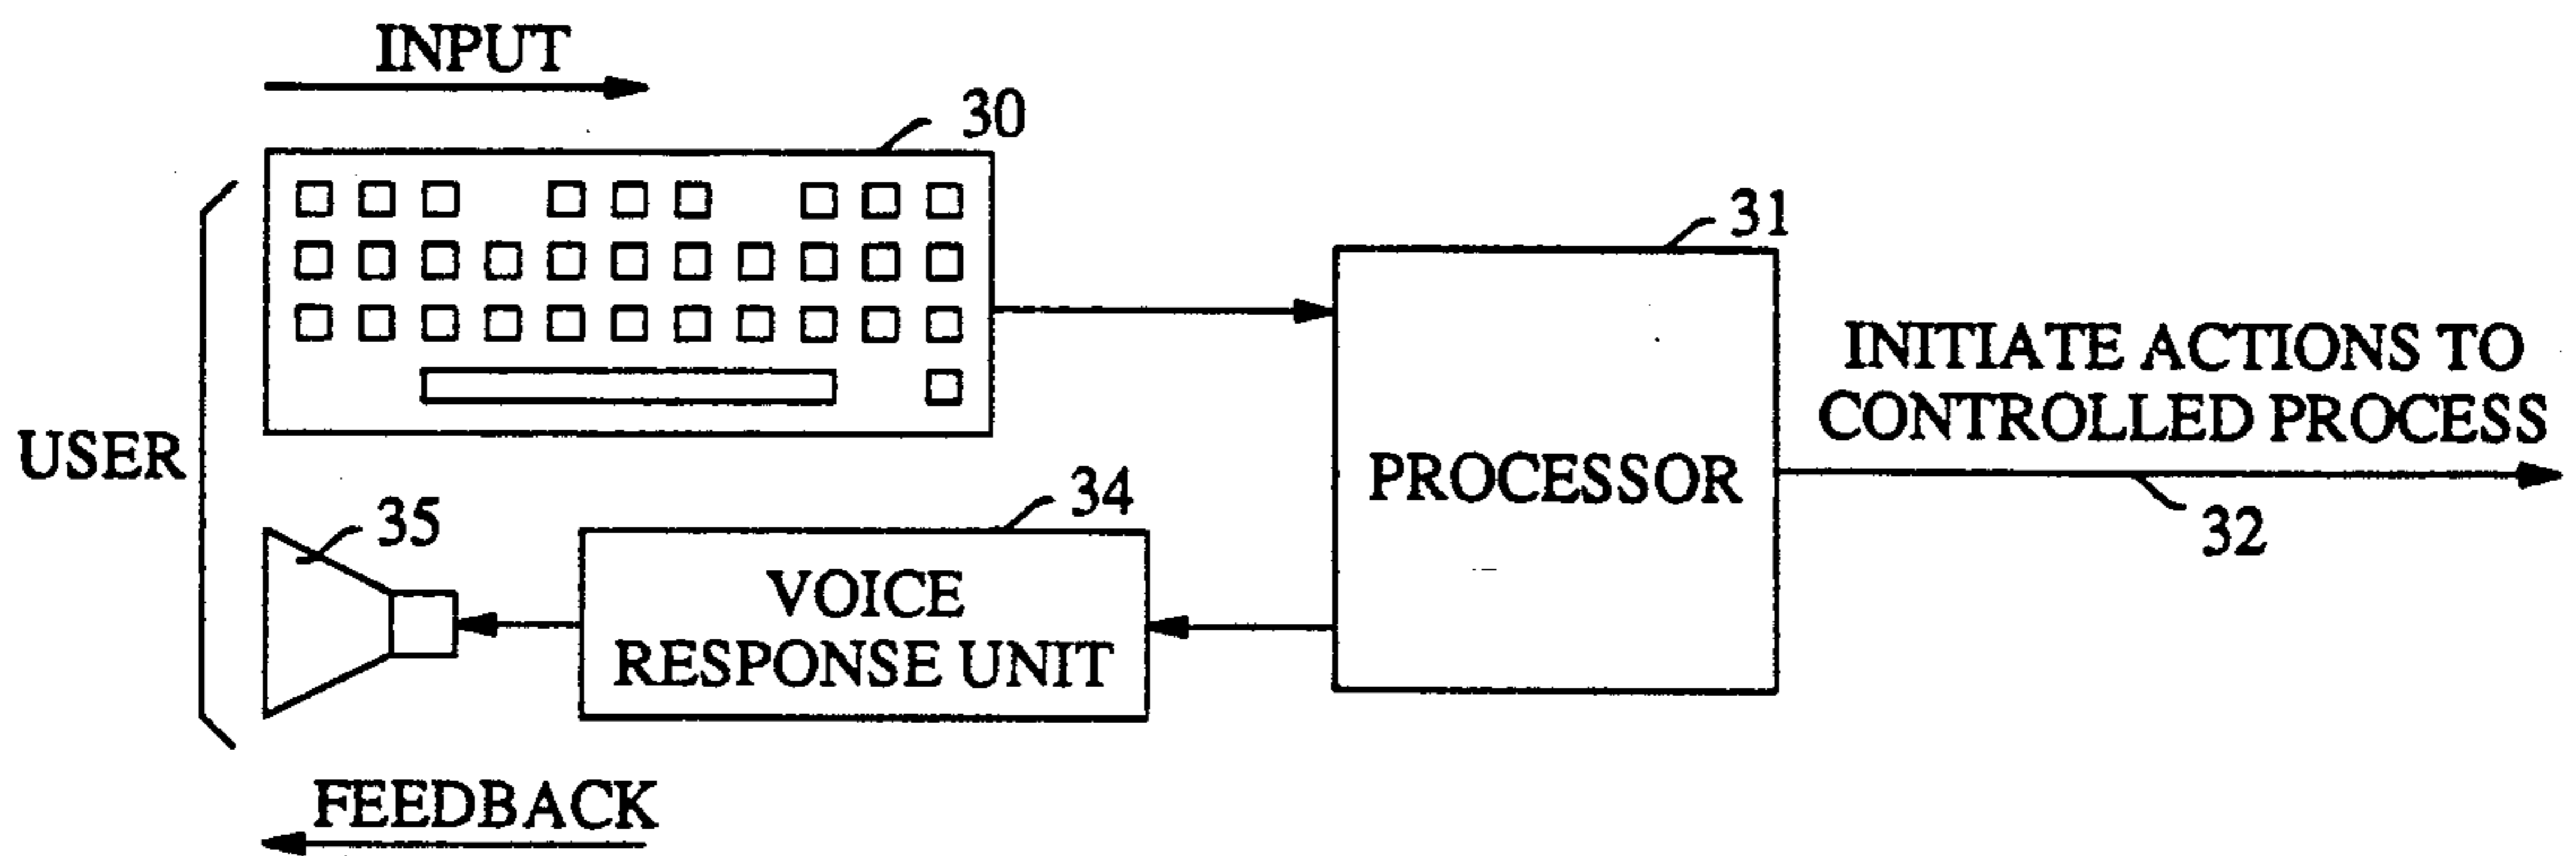 INPUT
30
31
INITIATE ACTIONS TO
CONTROLLED PROCESS
USER
PROCESSOR
35
34
32
VOICE
RESPONSE UNIT
FEEDBACK